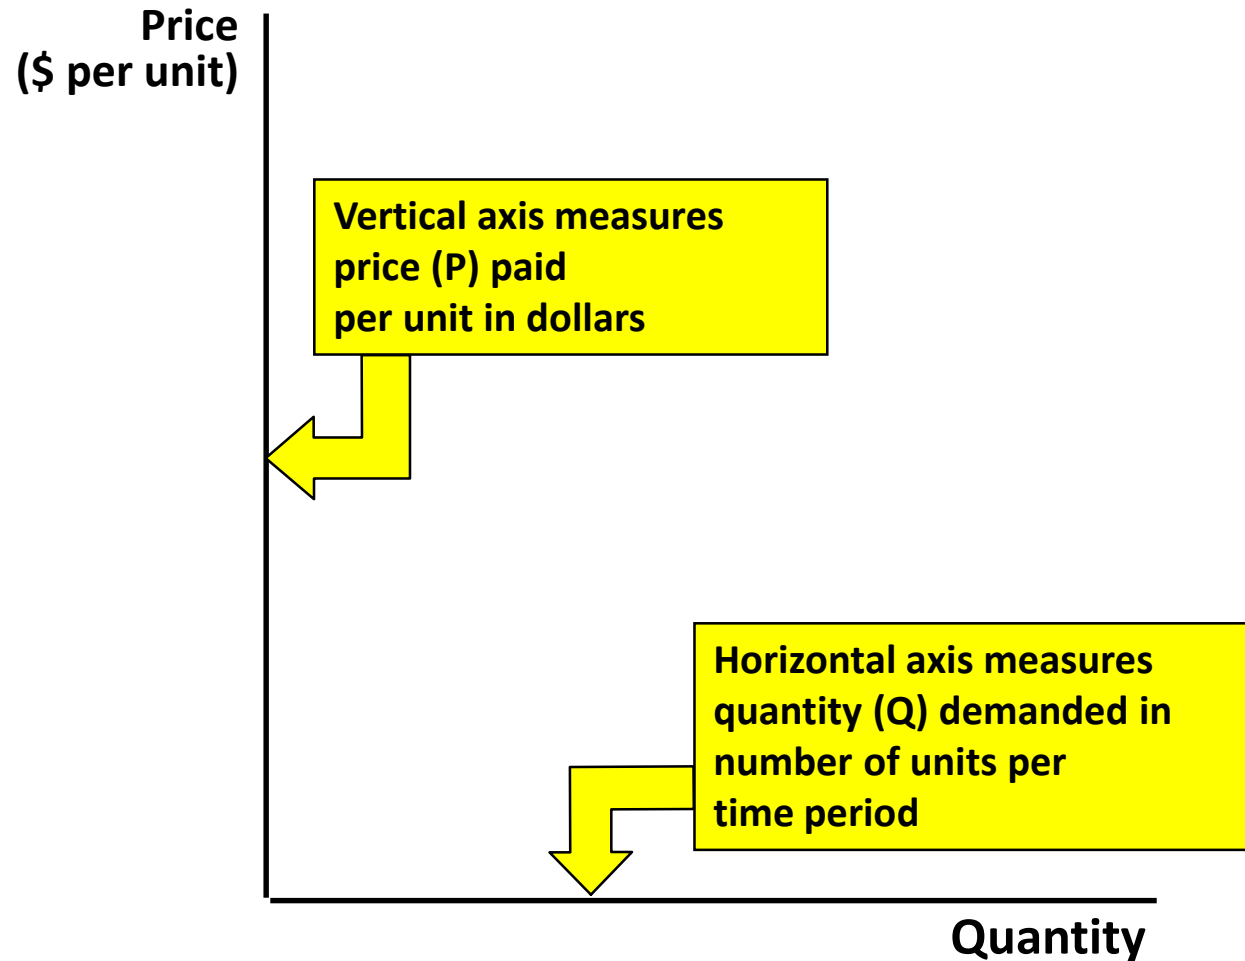 Price
($ per unit)
Vertical axis measures
price (P) paid
per unit in dollars
Horizontal axis measures
quantity (Q) demanded in
number of units per
time period
Quantity